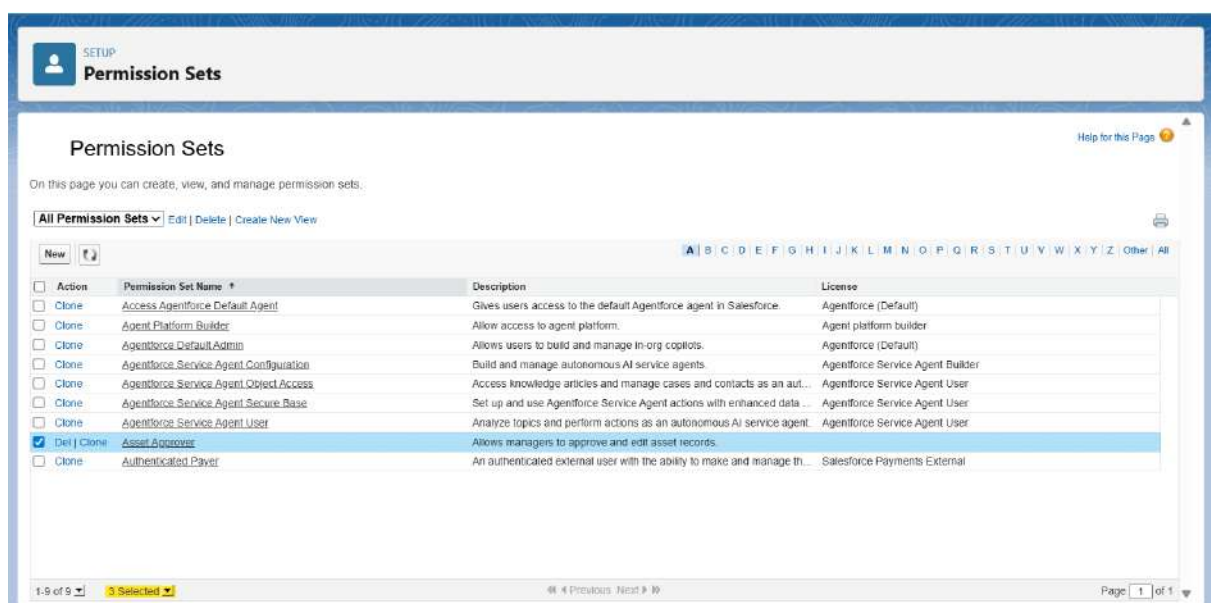 SETUP
Permission Sets
Permission Sets
Help for this Page
On this page you can create, view, and manage permission sets.
All Permission Sets Edit | Delete | Create New View
New A | B | C | D | E | F | G | H | I | J | K | L | M | N | O | P | Q | R | S | T | U | V | W | X | Y | Z | Other | All
Action Permission Set Name ↑ Description License
Clone Access Agentforce Default Agent Gives users access to the default Agentforce agent in Salesforce. Agentforce (Default)
Clone Agent Platform Builder Allow access to agent platform. Agent platform builder
Clone Agentforce Default Admin Allows users to build and manage in-org copilots. Agentforce (Default)
Clone Agentforce Service Agent Configuration Build and manage autonomous AI service agents. Agentforce Service Agent Builder
Clone Agentforce Service Agent Object Access Access knowledge articles and manage cases and contacts as an aut... Agentforce Service Agent User
Clone Agentforce Service Agent Secure Base Set up and use Agentforce Service Agent actions with enhanced data ... Agentforce Service Agent User
Clone Agentforce Service Agent User Analyze topics and perform actions as an autonomous AI service agent. Agentforce Service Agent User
Del | Clone Asset Approver Allows managers to approve and edit asset records.
Clone Authenticated Payer An authenticated external user with the ability to make and manage th... Salesforce Payments External
1-9 of 9 3 Selected Previous Next Page 1 of 1